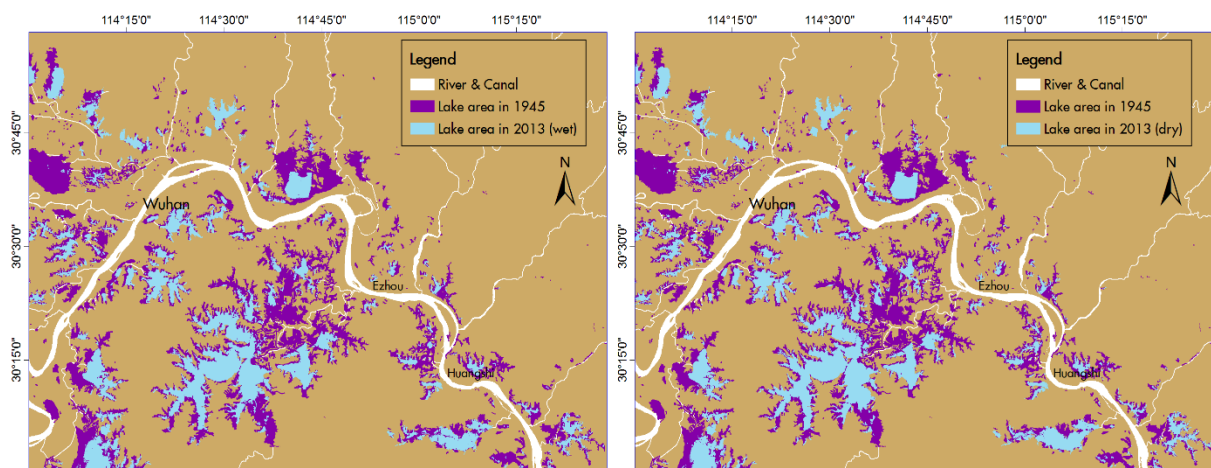 114°15'0" 114°30'0" 114°45'0" 115°0'0" 115°15'0"
30°45'0"
30°30'0"
30°15'0"
Legend
River & Canal
Lake area in 1945
Lake area in 2013 (wet)
N
Wuhan
Ezhou
Huangshi
114°15'0" 114°30'0" 114°45'0" 115°0'0" 115°15'0"
30°45'0"
30°30'0"
30°15'0"
Legend
River & Canal
Lake area in 1945
Lake area in 2013 (dry)
N
Wuhan
Ezhou
Huangshi